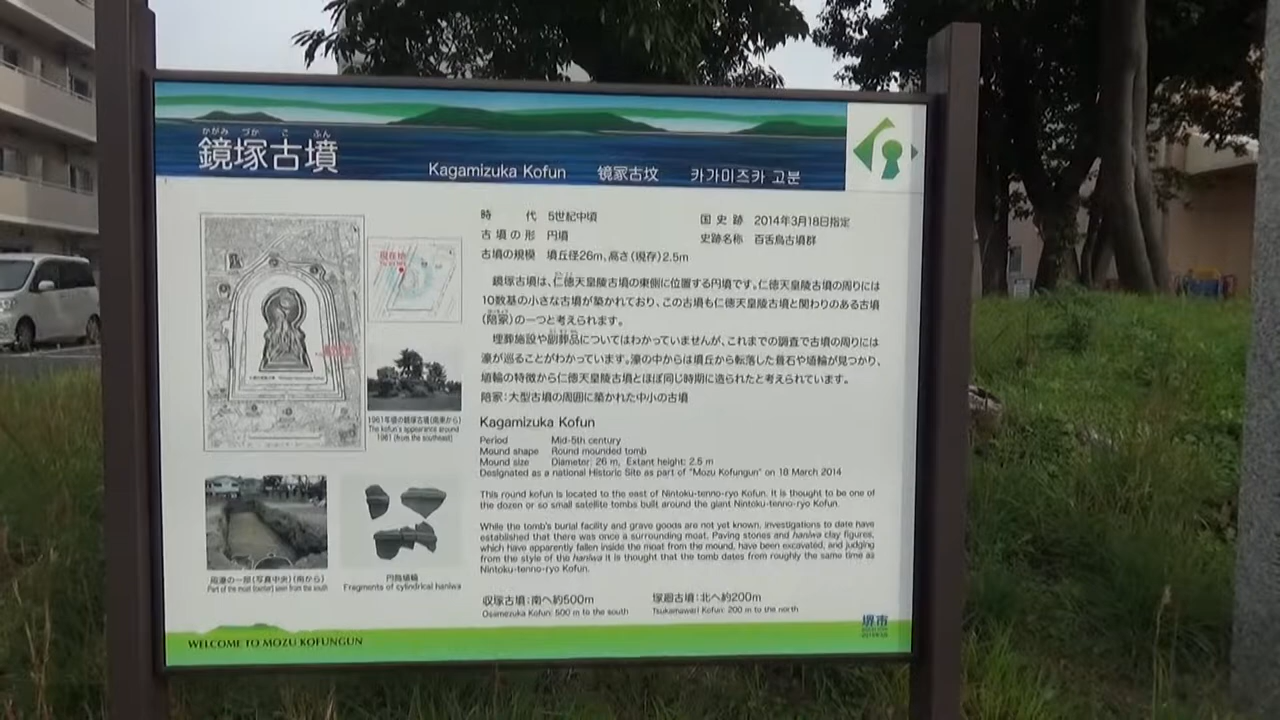 かがみ づか こ ふん
鏡塚古墳
Kagamizuka Kofun 镜冢古坟 카가미즈카 고분
時 代 5世紀中頃
古墳の形 円墳
古墳の規模 墳丘径26m、高さ(現存)2.5m
国史跡 2014年3月18日指定
史跡名称 百舌鳥古墳群
鏡塚古墳は、仁徳天皇陵古墳の東側に位置する円墳です。仁徳天皇陵古墳の周りには
10数基の小さな古墳が築かれており、この古墳も仁徳天皇陵古墳と関わりのある古墳
(陪冢)の一つと考えられます。
埋葬施設や副葬品についてはわかっていませんが、これまでの調査で古墳の周りには
濠が巡ることがわかっています。濠の中からは墳丘から転落した葺石や埴輪が見つかり、
埴輪の特徴から仁徳天皇陵古墳とほぼ同じ時期に造られたと考えられています。
陪冢:大型古墳の周囲に築かれた中小の古墳
現在地
1961年頃の鏡塚古墳(南東から)
The kofun's appearance around
1961 (from the southeast)
Kagamizuka Kofun
Period Mid-5th century
Mound shape Round mounded tomb
Mound size Diameter: 26 m, Extant height: 2.5 m
Designated as a national Historic Site as part of "Mozu Kofungun" on 18 March 2014
This round kofun is located to the east of Nintoku-tenno-ryo Kofun. It is thought to be one of
the dozen or so small satellite tombs built around the giant Nintoku-tenno-ryo Kofun.
While the tomb's burial facility and grave goods are not yet known, investigations to date have
established that there was once a surrounding moat. Paving stones and haniwa clay figures,
which have apparently fallen inside the moat from the mound, have been excavated, and judging
from the style of the haniwa it is thought that the tomb dates from roughly the same time as
Nintoku-tenno-ryo Kofun.
周濠の一部(写真中央)(南から)
Part of the moat (center) seen from the south
円筒埴輪
Fragments of cylindrical haniwa
収塚古墳:南へ約500m
Osamezuka Kofun: 500 m to the south
塚廻古墳:北へ約200m
Tsukamawari Kofun: 200 m to the north
WELCOME TO MOZU KOFUNGUN
堺市